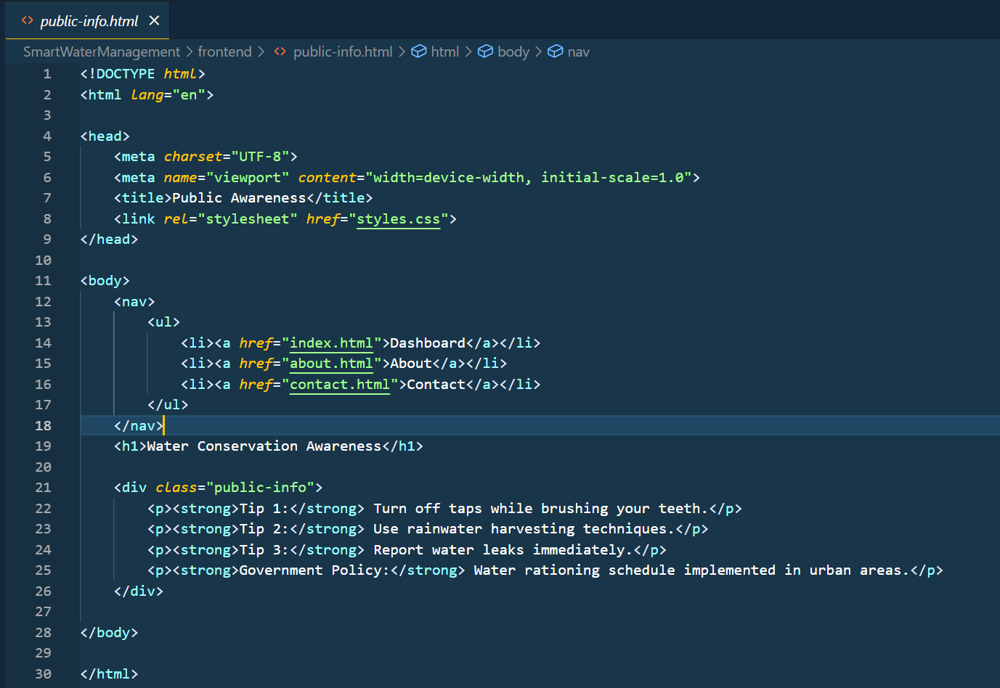 public-info.html
SmartWaterManagement > frontend > public-info.html > html > body > nav
1 <!DOCTYPE html>
2 <html lang="en">
3
4 <head>
5     <meta charset="UTF-8">
6     <meta name="viewport" content="width=device-width, initial-scale=1.0">
7     <title>Public Awareness</title>
8     <link rel="stylesheet" href="styles.css">
9 </head>
10
11 <body>
12     <nav>
13         <ul>
14             <li><a href="index.html">Dashboard</a></li>
15             <li><a href="about.html">About</a></li>
16             <li><a href="contact.html">Contact</a></li>
17         </ul>
18     </nav>
19     <h1>Water Conservation Awareness</h1>
20
21     <div class="public-info">
22         <p><strong>Tip 1:</strong> Turn off taps while brushing your teeth.</p>
23         <p><strong>Tip 2:</strong> Use rainwater harvesting techniques.</p>
24         <p><strong>Tip 3:</strong> Report water leaks immediately.</p>
25         <p><strong>Government Policy:</strong> Water rationing schedule implemented in urban areas.</p>
26     </div>
27
28 </body>
29
30 </html>